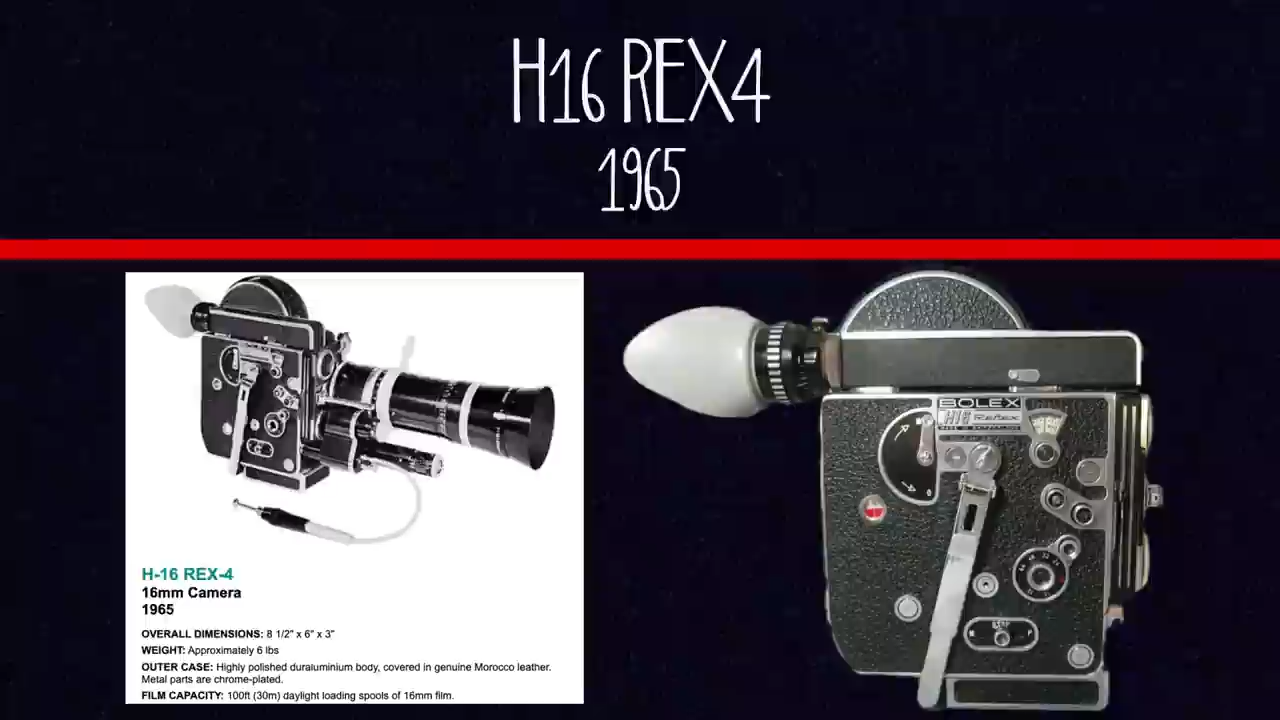 H16 REX4
1965
H-16 REX-4
16mm Camera
1965
OVERALL DIMENSIONS: 8 1/2" x 6" x 3"
WEIGHT: Approximately 6 lbs
OUTER CASE: Highly polished duraluminium body, covered in genuine Morocco leather.
Metal parts are chrome-plated.
FILM CAPACITY: 100ft (30m) daylight loading spools of 16mm film.
BOLEX
H16 Reflex